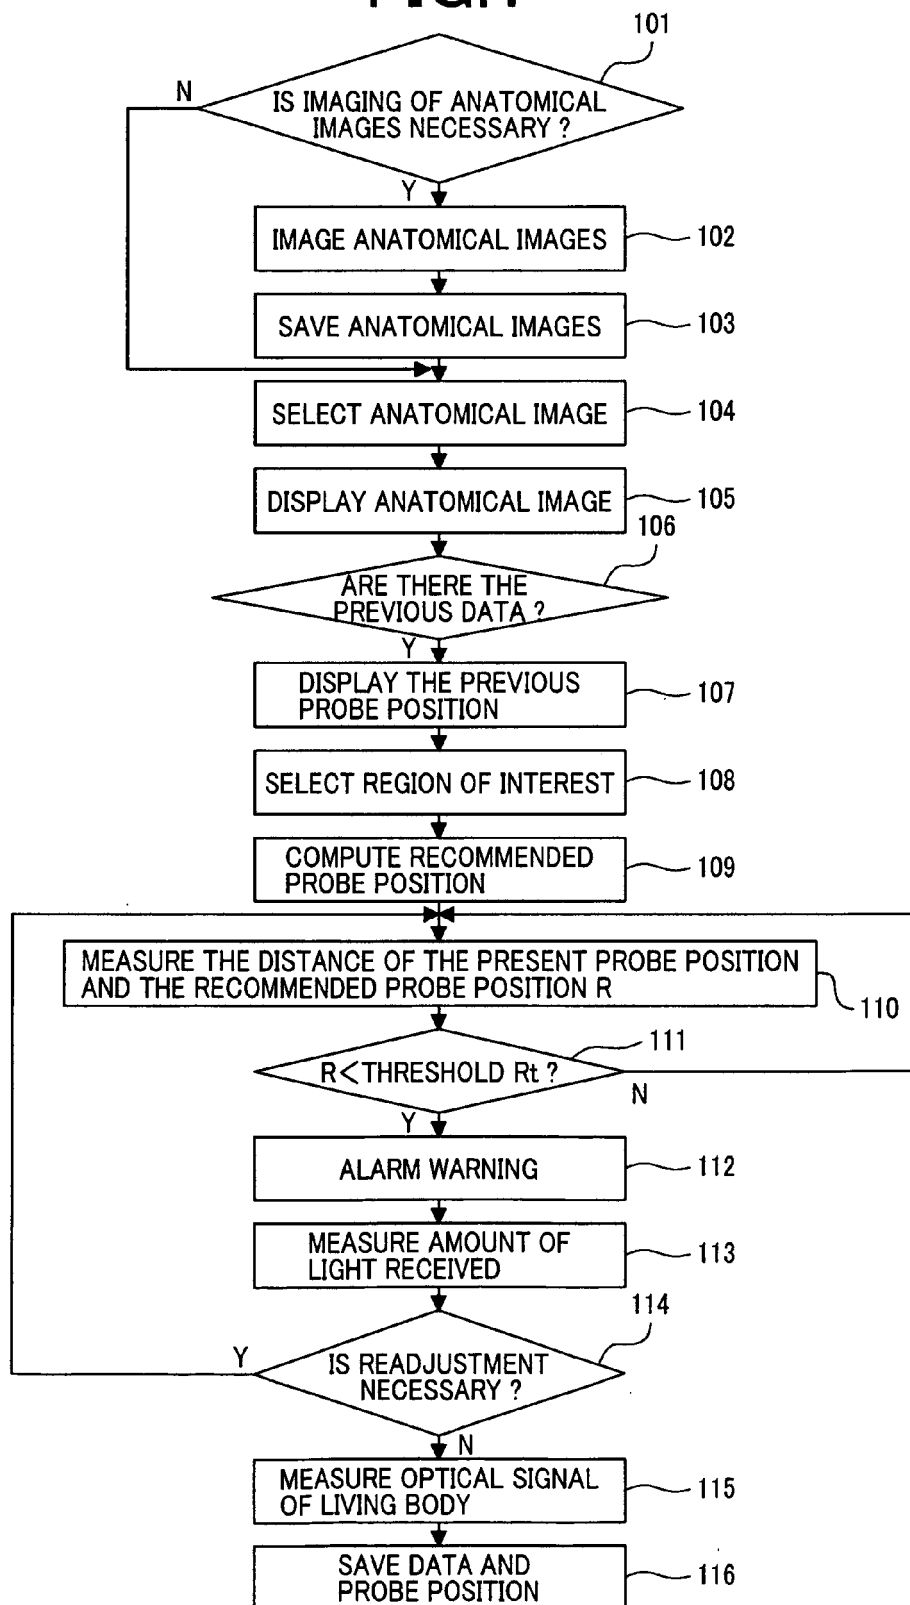 101
IS IMAGING OF ANATOMICAL
IMAGES NECESSARY ?
N
Y
IMAGE ANATOMICAL IMAGES
102
SAVE ANATOMICAL IMAGES
103
SELECT ANATOMICAL IMAGE
104
DISPLAY ANATOMICAL IMAGE
105
106
ARE THERE THE
PREVIOUS DATA ?
Y
DISPLAY THE PREVIOUS
PROBE POSITION
107
SELECT REGION OF INTEREST
108
COMPUTE RECOMMENDED
PROBE POSITION
109
MEASURE THE DISTANCE OF THE PRESENT PROBE POSITION
AND THE RECOMMENDED PROBE POSITION R
110
111
R<THRESHOLD Rt ?
N
Y
ALARM WARNING
112
MEASURE AMOUNT OF
LIGHT RECEIVED
113
114
Y
IS READJUSTMENT
NECESSARY ?
N
MEASURE OPTICAL SIGNAL
OF LIVING BODY
115
SAVE DATA AND
PROBE POSITION
116